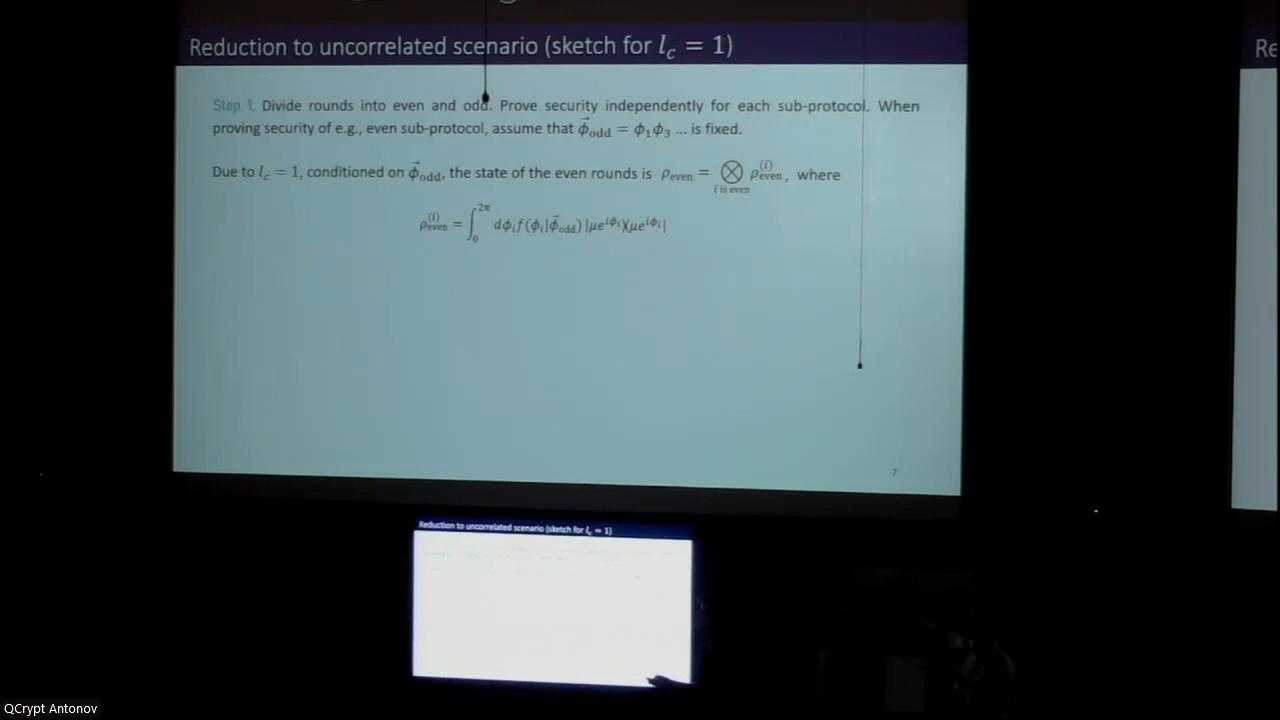 Reduction to uncorrelated scenario (sketch for l_c = 1)
Re
Step 1. Divide rounds into even and odd. Prove security independently for each sub-protocol. When
proving security of e.g., even sub-protocol, assume that ϕ⃗_odd = ϕ₁ϕ₃ ... is fixed.
Due to l_c = 1, conditioned on ϕ⃗_odd, the state of the even rounds is ρ_even = ⨂_{i is even} ρ_even^{(i)}, where
ρ_even^{(i)} = ∫₀^{2π} dϕ_i f(ϕ_i|ϕ⃗_odd) |μe^{iϕ_i}⟩⟨μe^{iϕ_i}|
7
Reduction to uncorrelated scenario (sketch for l_c = 1)
QCrypt Antonov